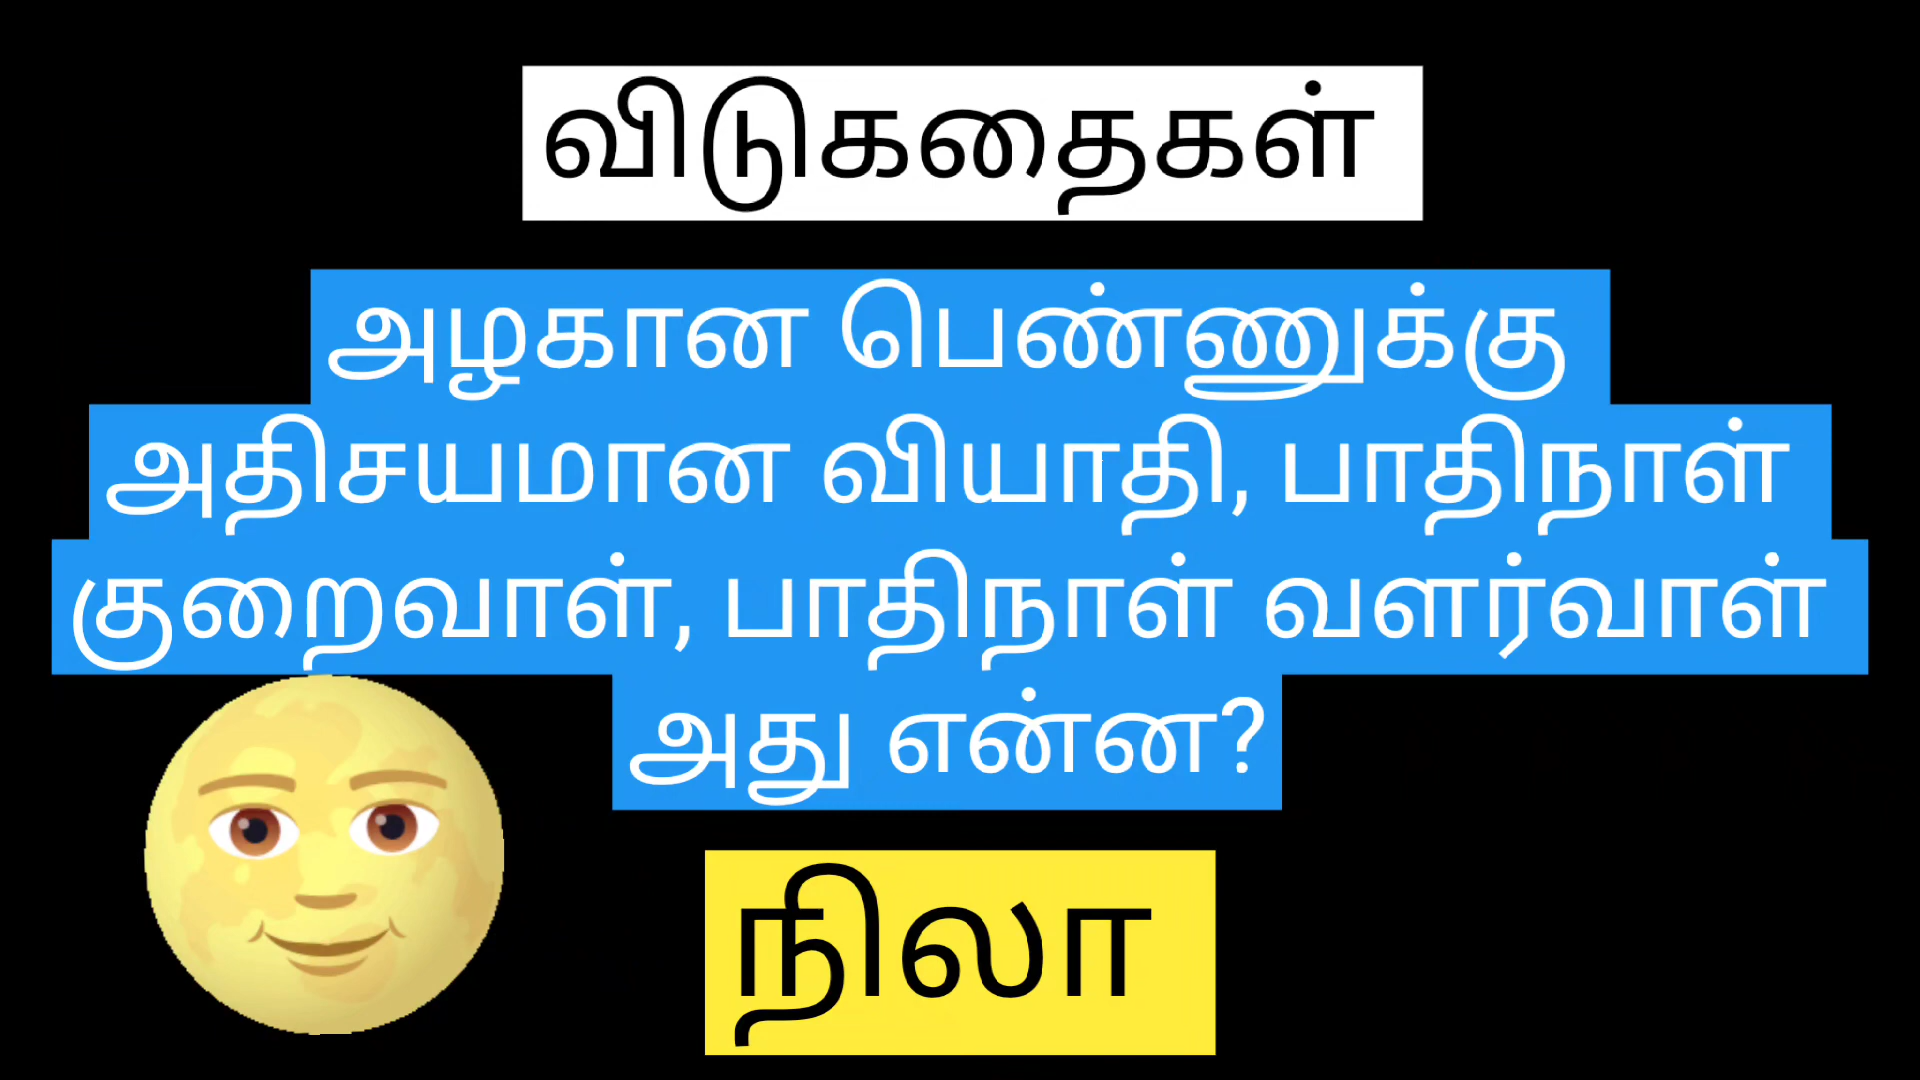 விடுகதைகள்
அழகான பெண்ணுக்கு
அதிசயமான வியாதி, பாதிநாள்
குறைவாள், பாதிநாள் வளர்வாள்
அது என்ன?
நிலா